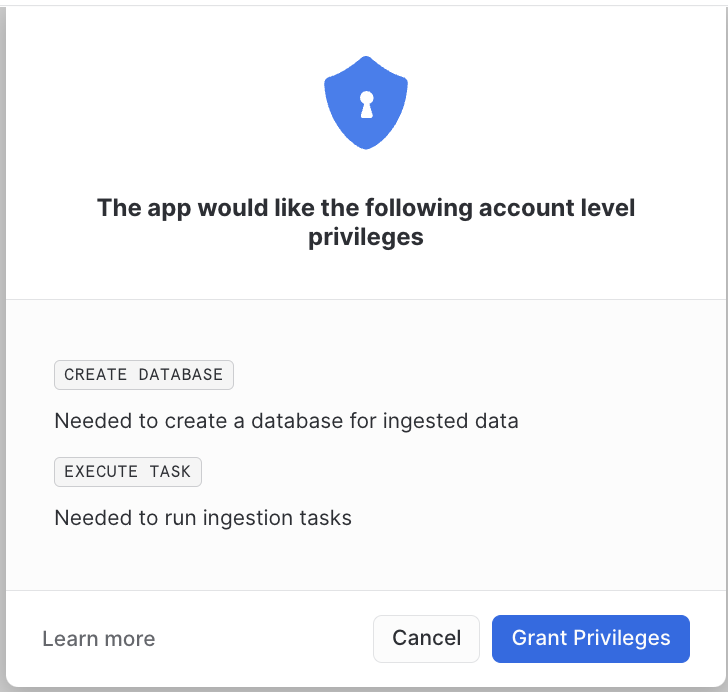 The app would like the following account level
privileges
CREATE DATABASE
Needed to create a database for ingested data
EXECUTE TASK
Needed to run ingestion tasks
Learn more
Cancel
Grant Privileges